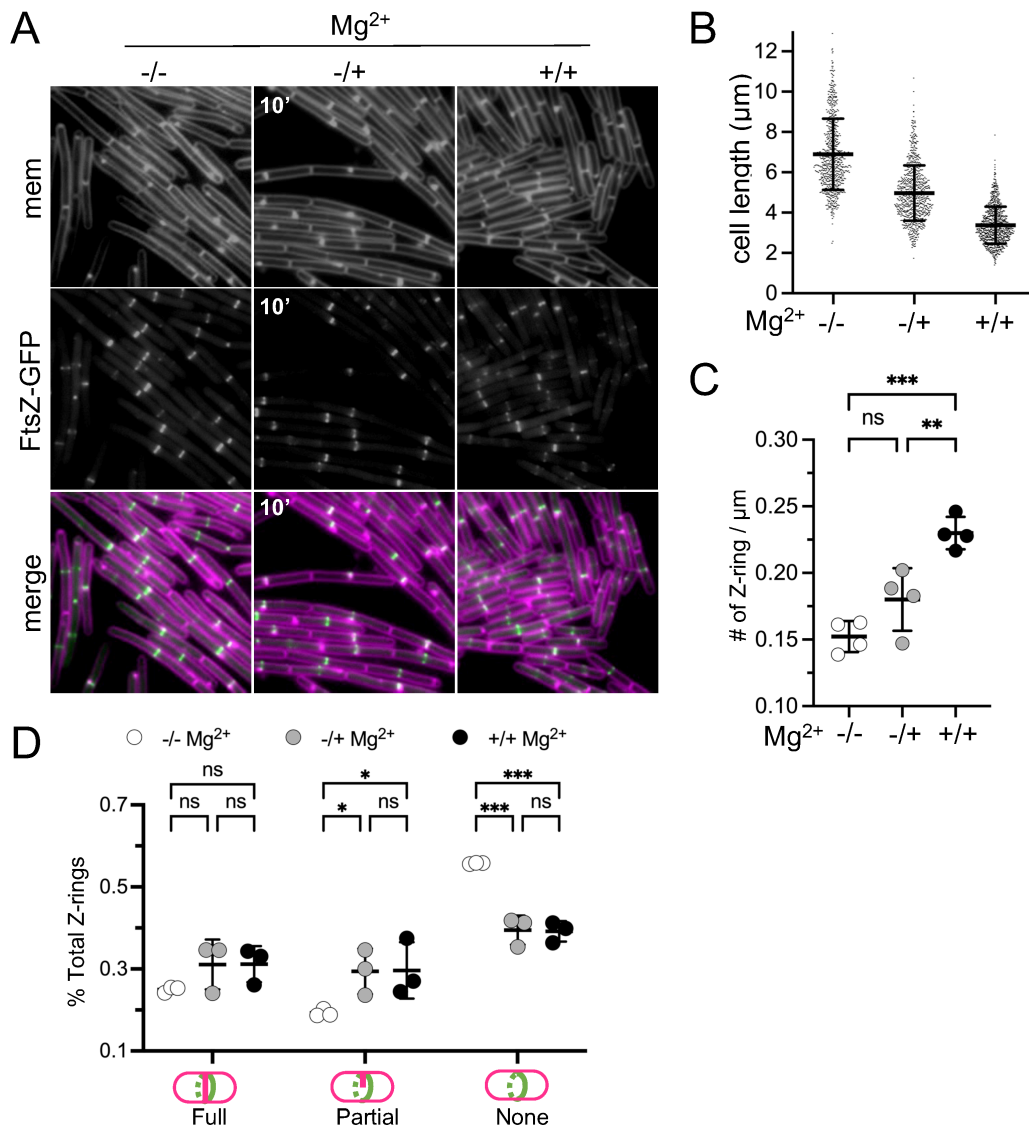 A
Mg²⁺
-/- -/+ +/+
mem
10’
FtsZ-GFP
10’
merge
10’
B
cell length (µm)
12
10
8
6
4
2
0
Mg²⁺ -/- -/+ +/+
C
***
ns **
# of Z-ring / µm
0.30
0.25
0.20
0.15
0.10
Mg²⁺ -/- -/+ +/+
D
-/- Mg²⁺ -/+ Mg²⁺ +/+ Mg²⁺
ns * ***
ns ns * ns *** ns
% Total Z-rings
0.7
0.5
0.3
0.1
Full Partial None